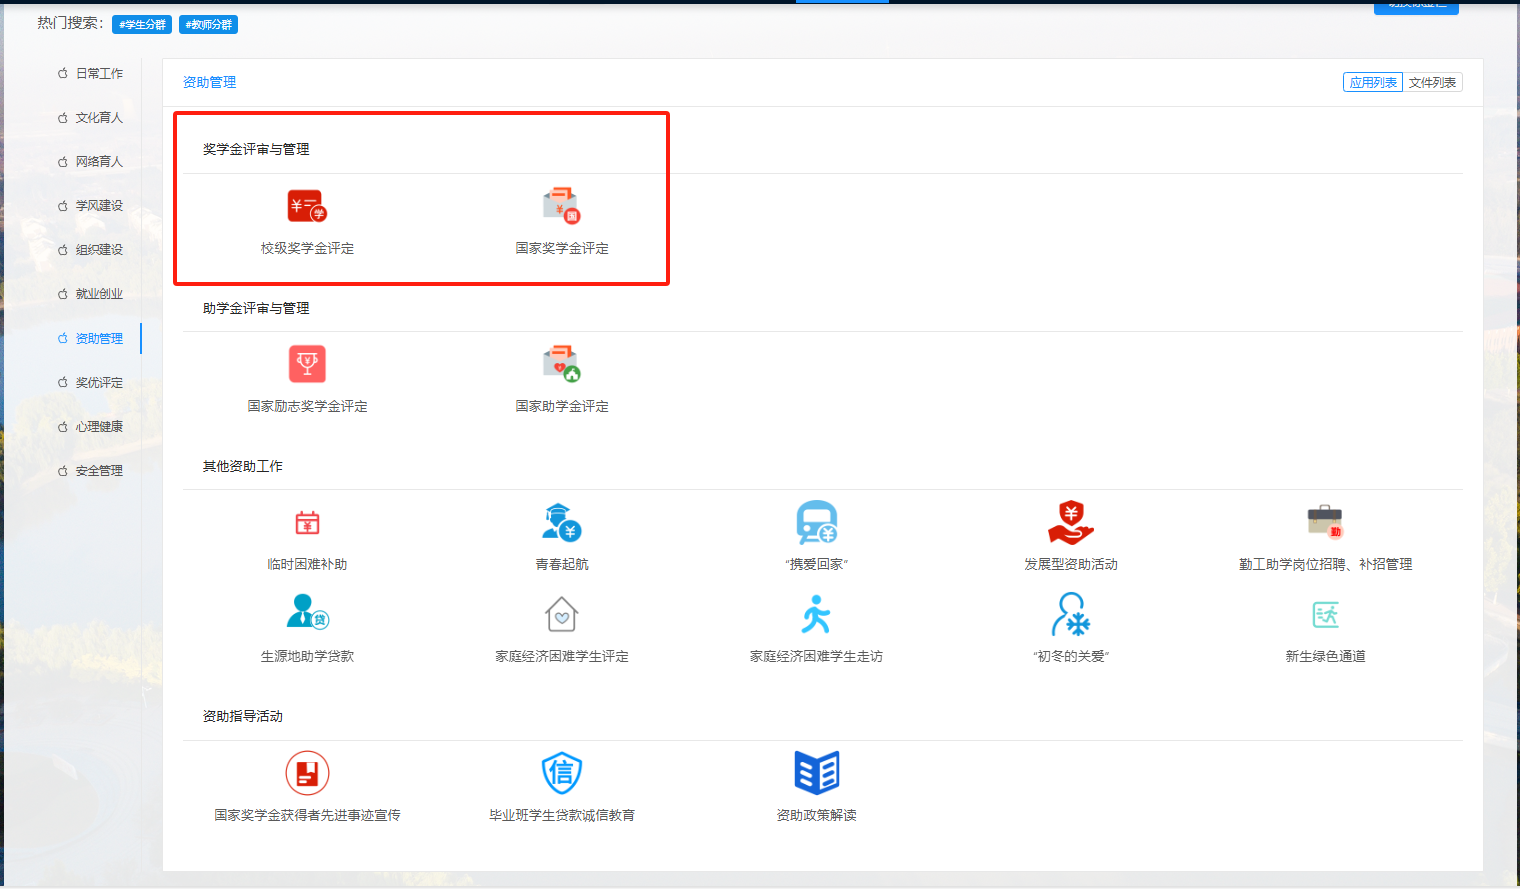 热门搜索： #学生分群 #教师分群
日常工作
文化育人
网络育人
学风建设
组织建设
就业创业
资助管理
奖优评定
心理健康
安全管理
资助管理
应用列表 文件列表
奖学金评审与管理
校级奖学金评定 国家奖学金评定
助学金评审与管理
国家励志奖学金评定 国家助学金评定
其他资助工作
临时困难补助 青春起航 “携爱回家” 发展型资助活动 勤工助学岗位招聘、补招管理
生源地助学贷款 家庭经济困难学生评定 家庭经济困难学生走访 “初冬的关爱” 新生绿色通道
资助指导活动
国家奖学金获得者先进事迹宣传 毕业班学生贷款诚信教育 资助政策解读